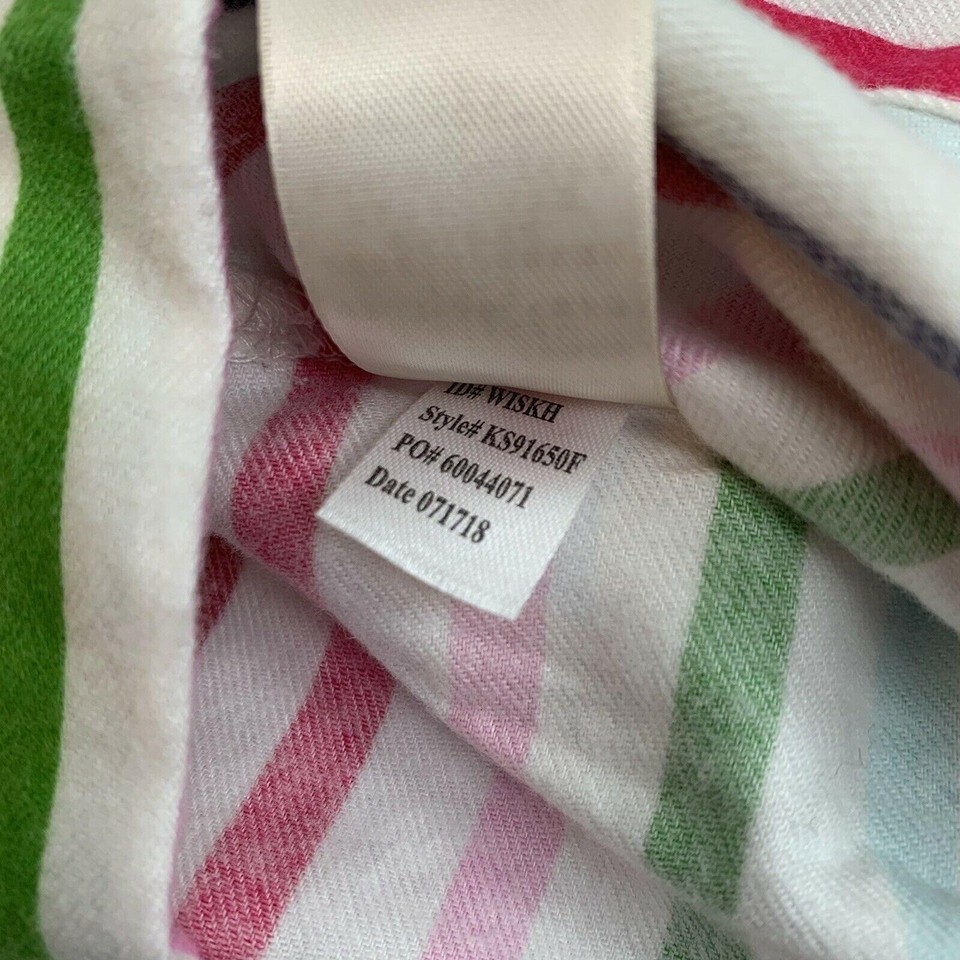 ID# WISKH
Style# KS91650F
PO# 60044071
Date 071718